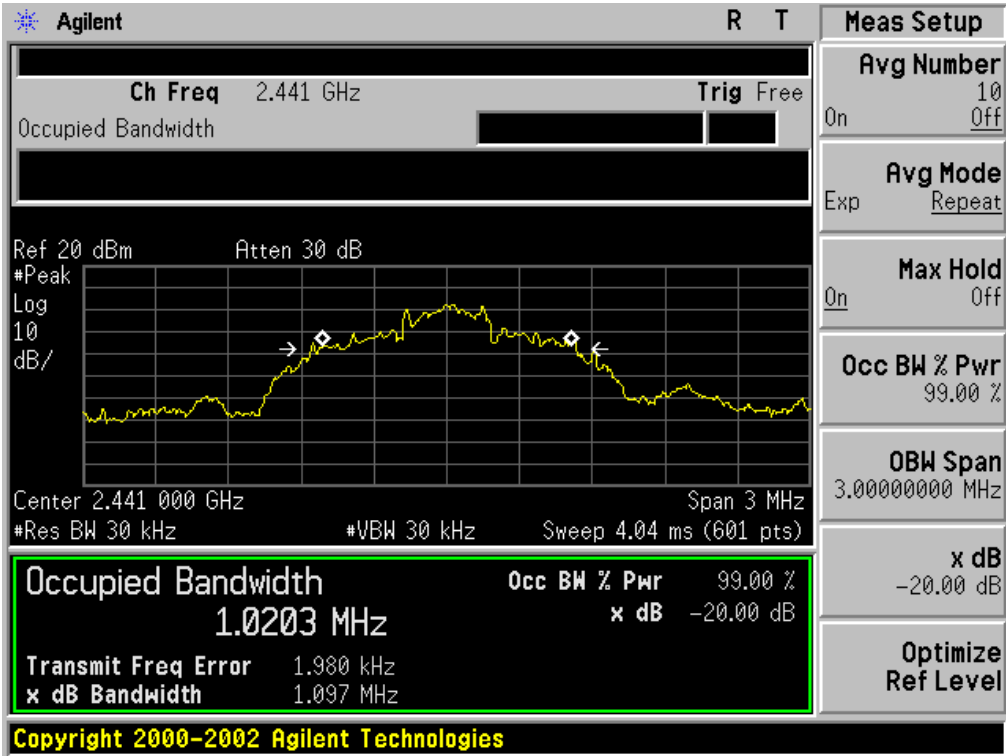 Agilent R T
Meas Setup
Ch Freq 2.441 GHz Trig Free
Occupied Bandwidth
Ref 20 dBm Atten 30 dB
#Peak
Log
10
dB/
Center 2.441 000 GHz Span 3 MHz
#Res BW 30 kHz #VBW 30 kHz Sweep 4.04 ms (601 pts)
Occupied Bandwidth Occ BW % Pwr 99.00 %
1.0203 MHz x dB -20.00 dB
Transmit Freq Error 1.980 kHz
x dB Bandwidth 1.097 MHz
Avg Number
10
On Off
Avg Mode
Exp Repeat
Max Hold
On Off
Occ BW % Pwr
99.00 %
OBW Span
3.00000000 MHz
x dB
-20.00 dB
Optimize
Ref Level
Copyright 2000-2002 Agilent Technologies